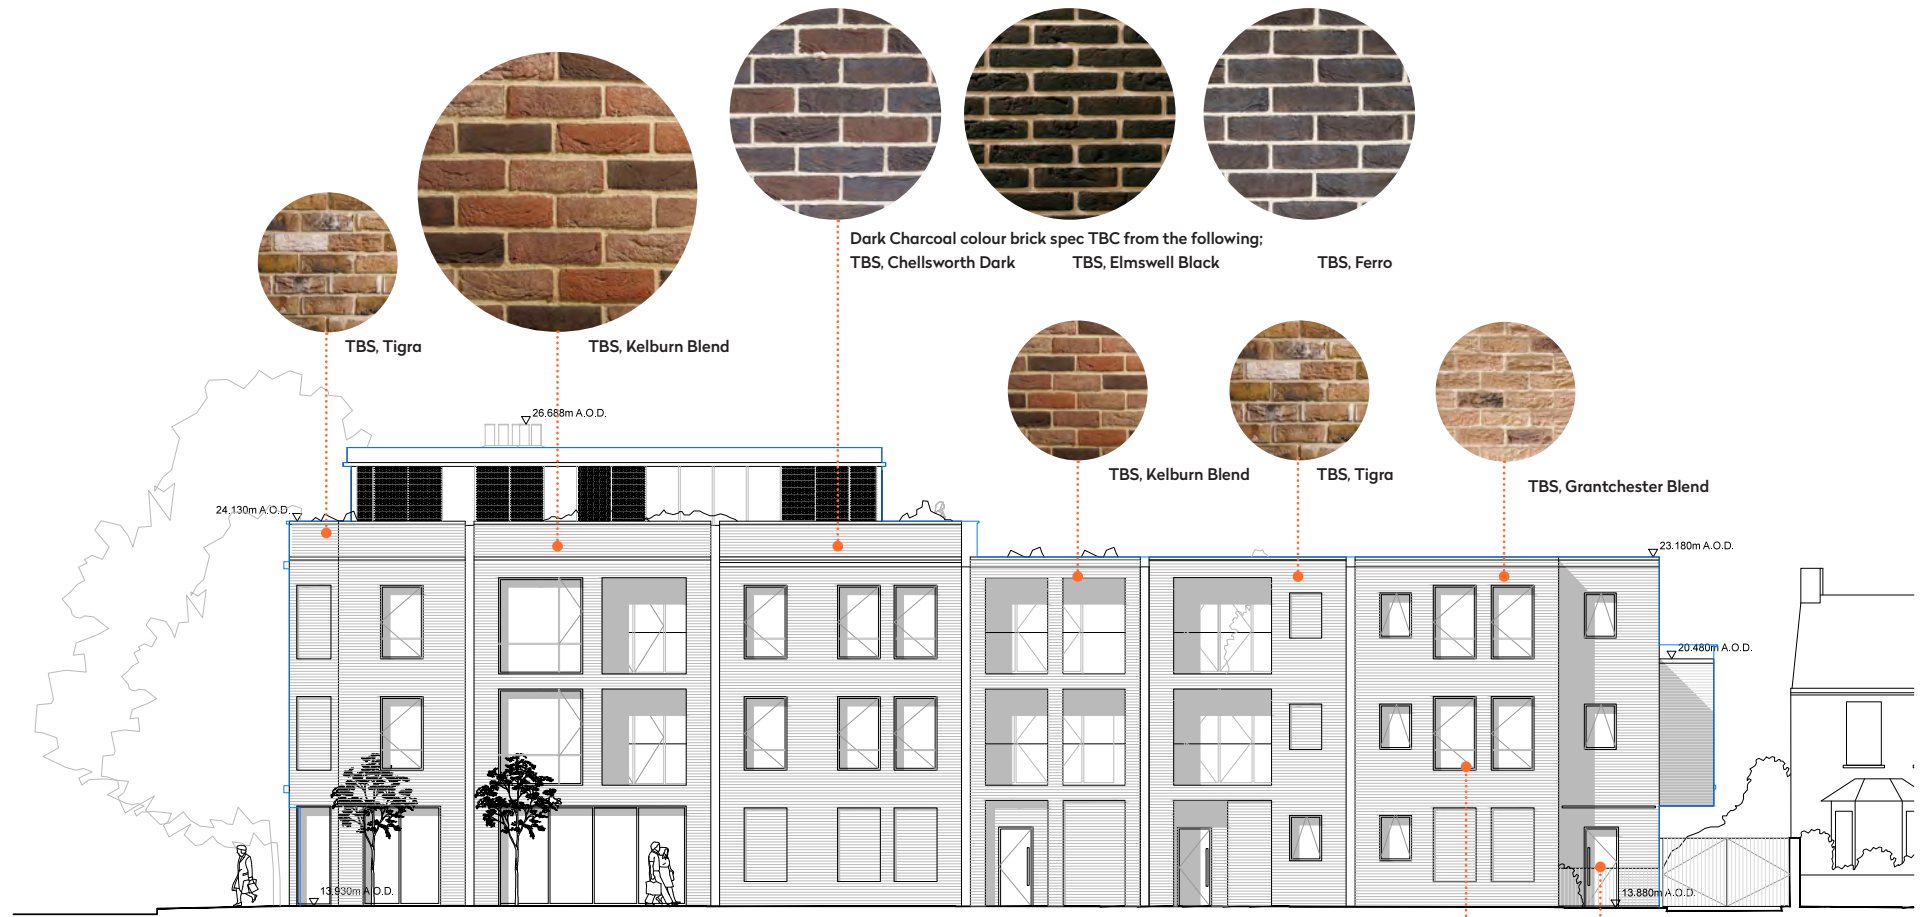 Dark Charcoal colour brick spec TBC from the following;
TBS, Chellsworth Dark
TBS, Elmswell Black
TBS, Ferro
TBS, Tigra
TBS, Kelburn Blend
26.688m A.O.D.
TBS, Kelburn Blend
TBS, Tigra
TBS, Grantchester Blend
24.130m A.O.D.
23.180m A.O.D.
20.480m A.O.D.
13.930m A.O.D.
13.880m A.O.D.